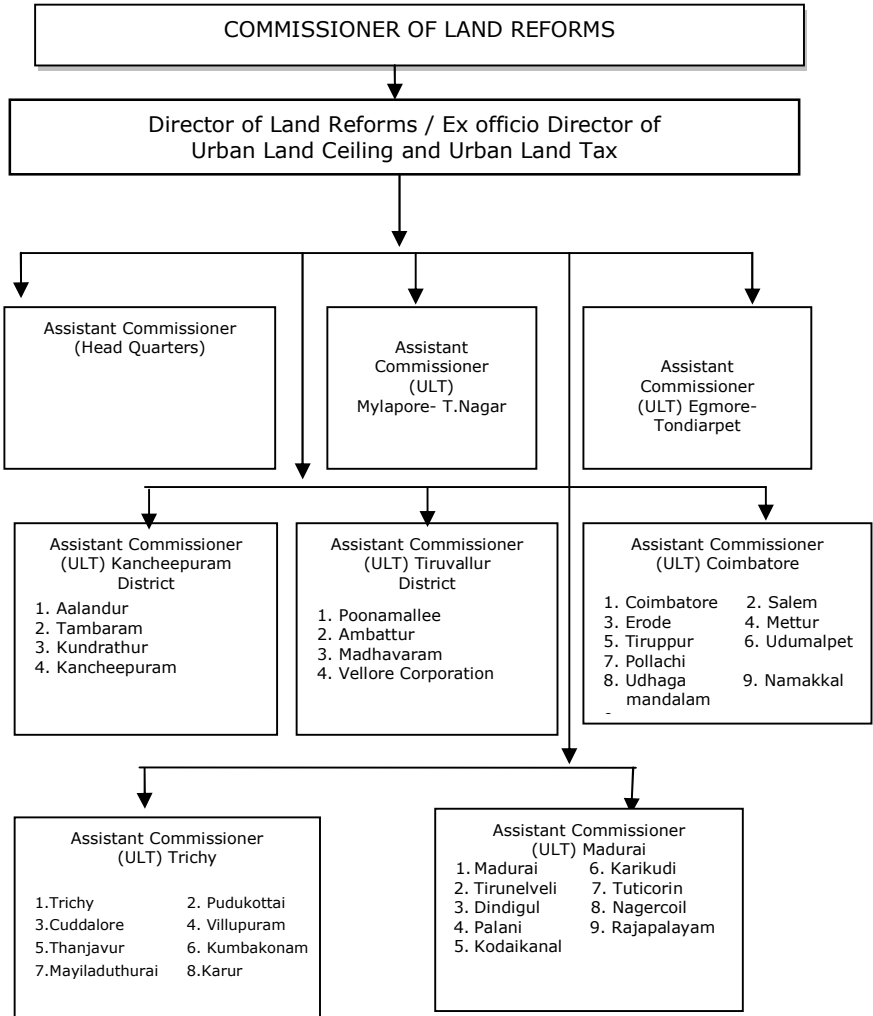 COMMISSIONER OF LAND REFORMS
Director of Land Reforms / Ex officio Director of
Urban Land Ceiling and Urban Land Tax
Assistant Commissioner
(Head Quarters)
Assistant
Commissioner
(ULT)
Mylapore- T.Nagar
Assistant
Commissioner
(ULT) Egmore-
Tondiarpet
Assistant Commissioner
(ULT) Kancheepuram
District
1. Aalandur
2. Tambaram
3. Kundrathur
4. Kancheepuram
Assistant Commissioner
(ULT) Tiruvallur
District
1. Poonamallee
2. Ambattur
3. Madhavaram
4. Vellore Corporation
Assistant Commissioner
(ULT) Coimbatore
1. Coimbatore 2. Salem
3. Erode 4. Mettur
5. Tiruppur 6. Udumalpet
7. Pollachi
8. Udhaga 9. Namakkal
mandalam
Assistant Commissioner
(ULT) Trichy
1.Trichy 2. Pudukottai
3.Cuddalore 4. Villupuram
5.Thanjavur 6. Kumbakonam
7.Mayiladuthurai 8.Karur
Assistant Commissioner
(ULT) Madurai
1. Madurai 6. Karikudi
2. Tirunelveli 7. Tuticorin
3. Dindigul 8. Nagercoil
4. Palani 9. Rajapalayam
5. Kodaikanal